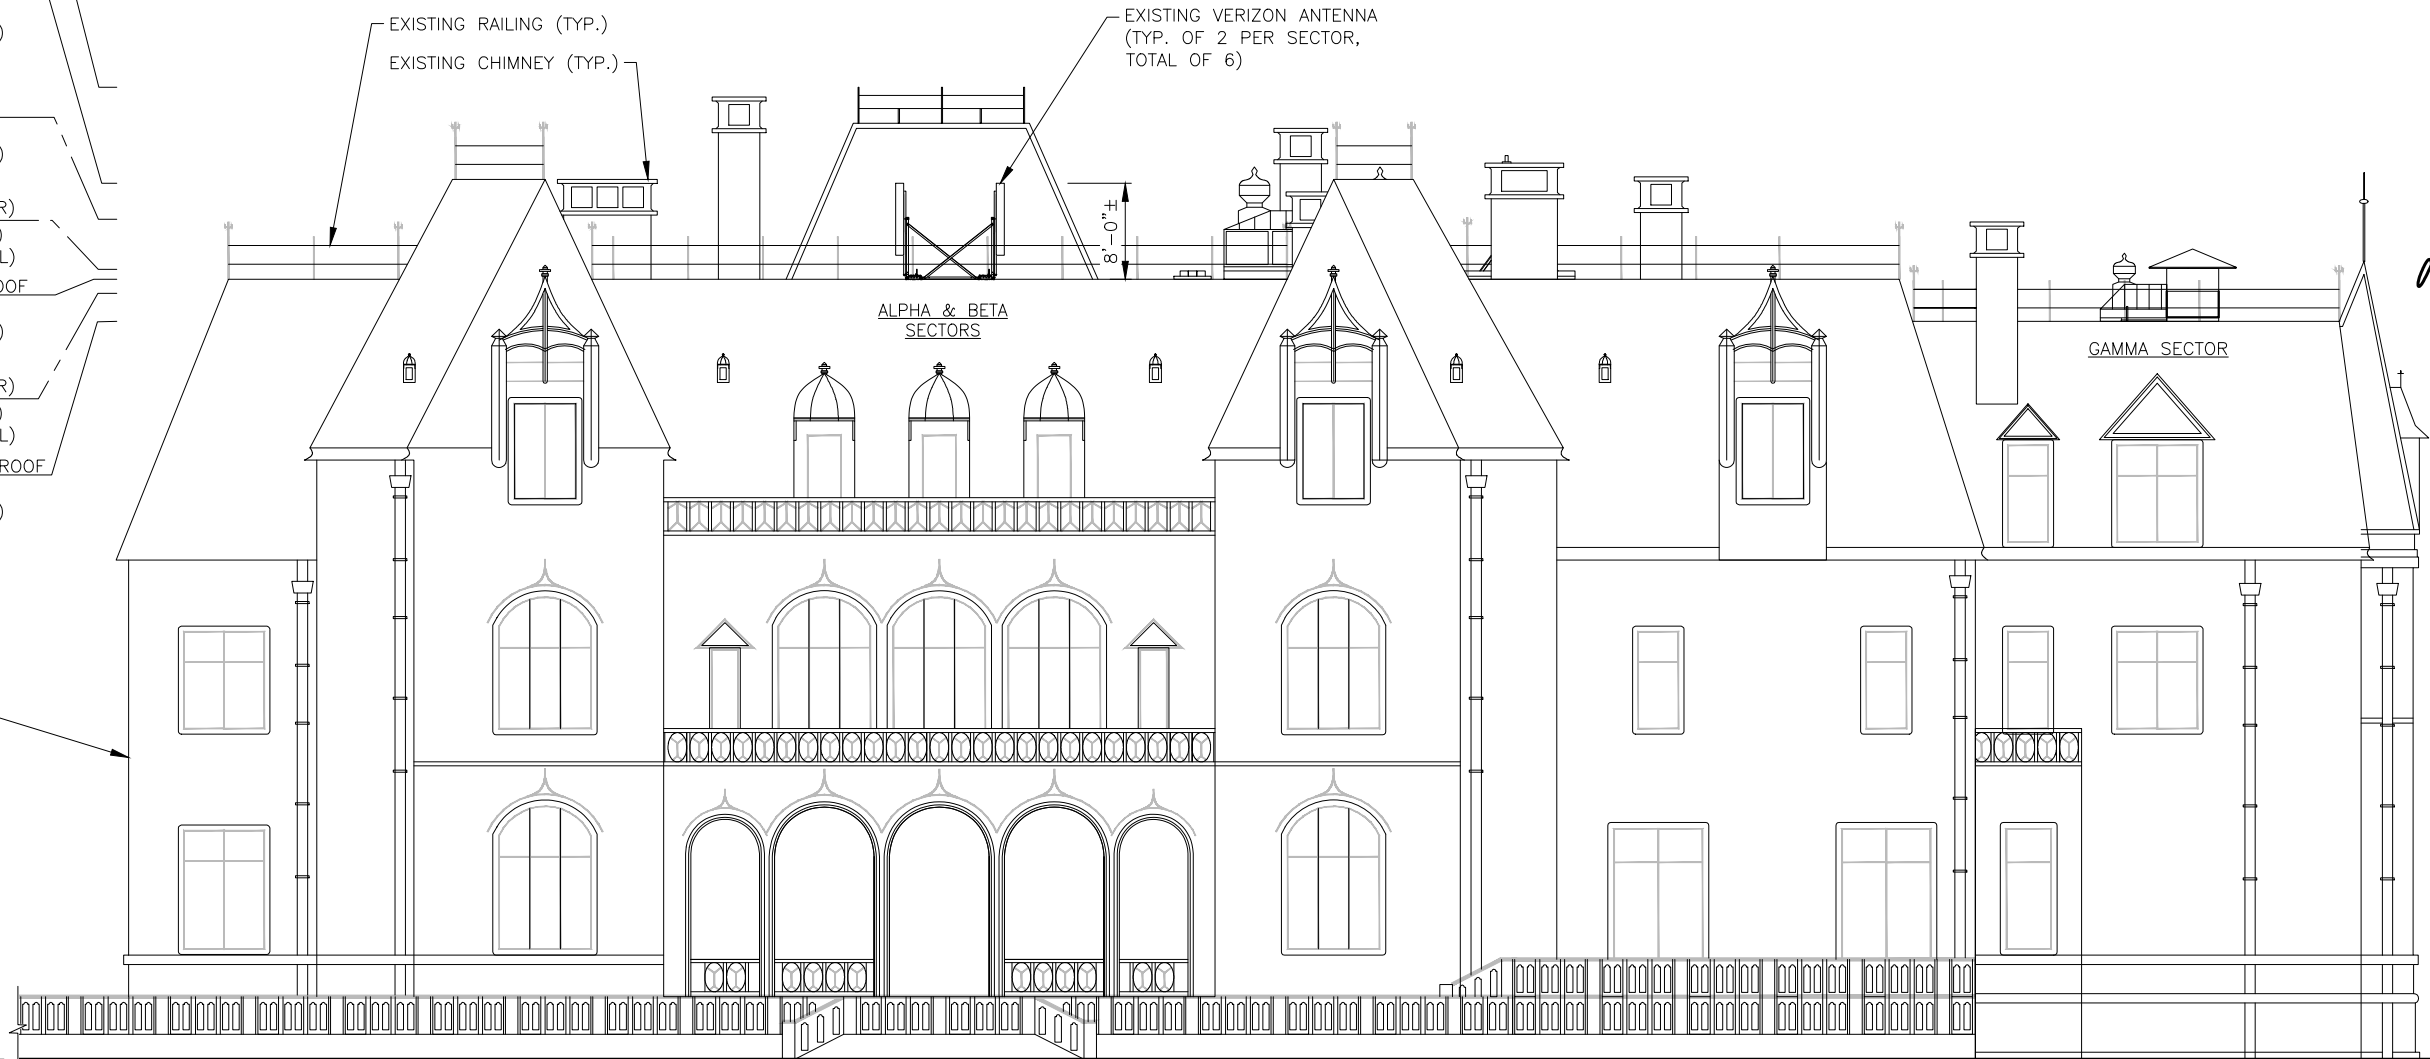 EXISTING RAILING (TYP.)
EXISTING CHIMNEY (TYP.)
EXISTING VERIZON ANTENNA
(TYP. OF 2 PER SECTOR,
TOTAL OF 6)
8'-0"±
ALPHA & BETA
SECTORS
GAMMA SECTOR
ROOF